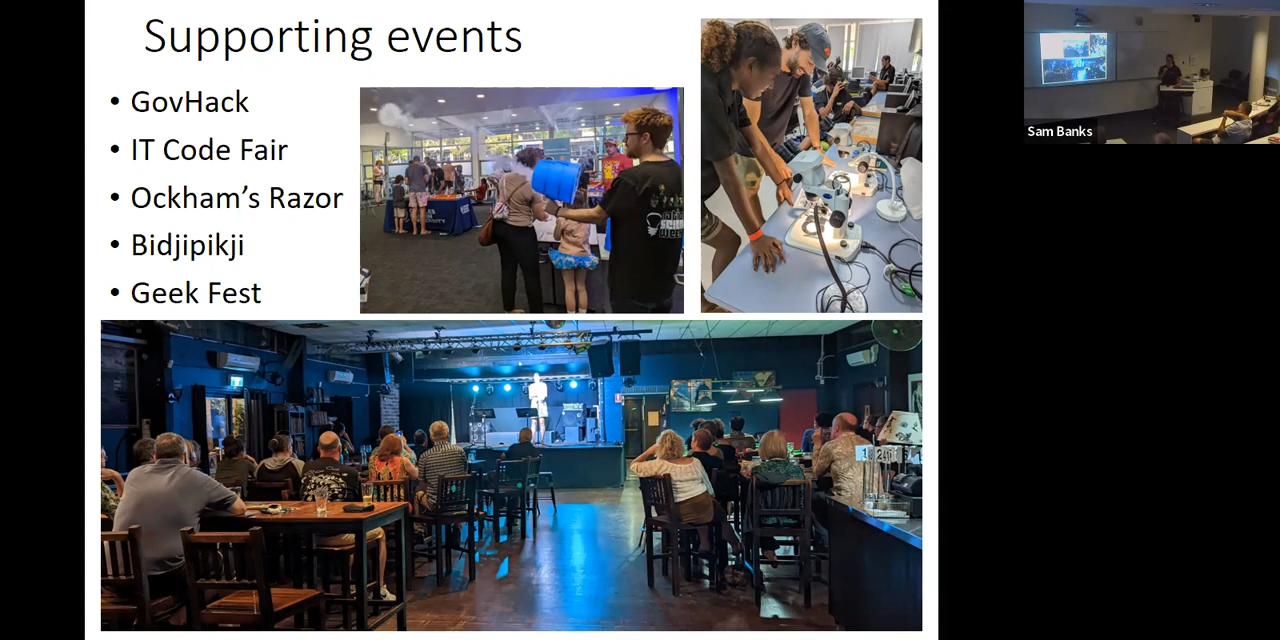 Supporting events
• GovHack
• IT Code Fair
• Ockham’s Razor
• Bidjipikji
• Geek Fest
Sam Banks